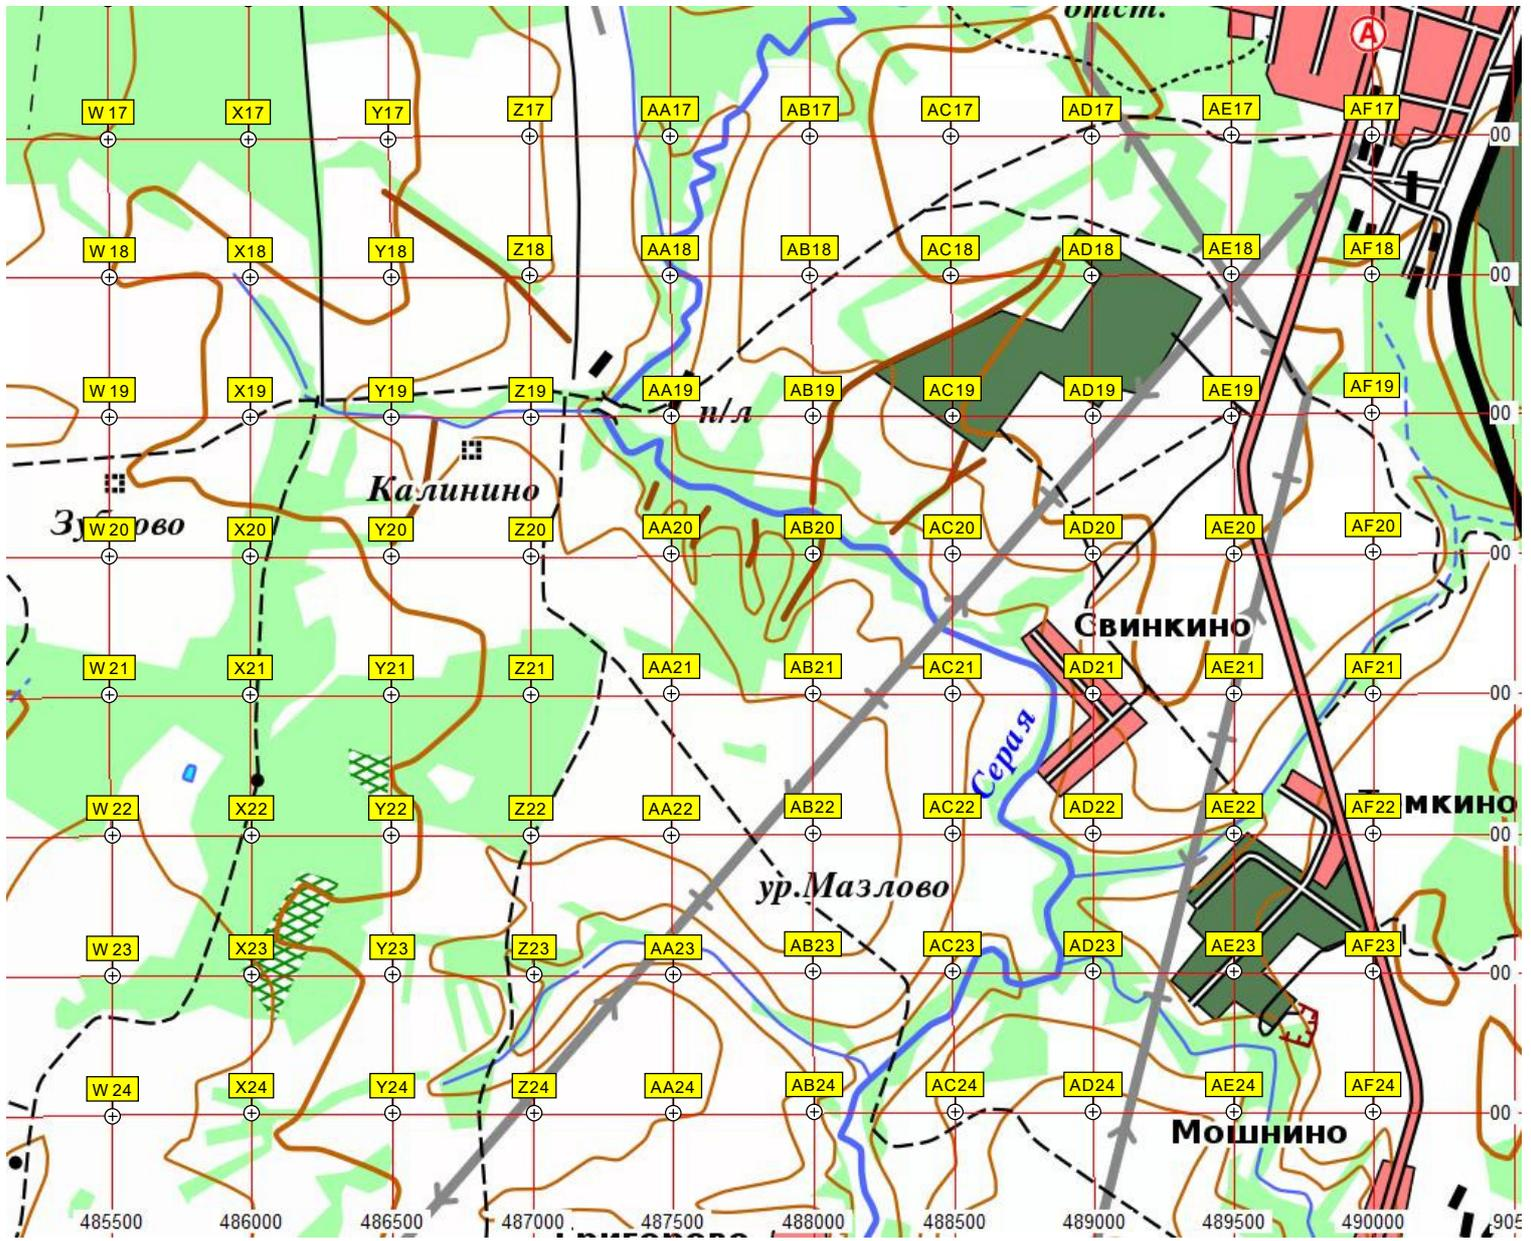 отст.
A
W 17 X17 Y17 Z17 AA17 AB17 AC17 AD17 AE17 AF17
00
W 18 X18 Y18 Z18 AA18 AB18 AC18 AD18 AE18 AF18
00
W 19 X19 Y19 Z19 AA19 AB19 AC19 AD19 AE19 AF19
п/л
00
Калинино
W 20 X20 Y20 Z20 AA20 AB20 AC20 AD20 AE20 AF20
00
Свинкино
W 21 X21 Y21 Z21 AA21 AB21 AC21 AD21 AE21 AF21
00
Серая
W 22 X22 Y22 Z22 AA22 AB22 AC22 AD22 AE22 AF22
мкино
00
ур.Мазлово
W 23 X23 Y23 Z23 AA23 AB23 AC23 AD23 AE23 AF23
00
W 24 X24 Y24 Z24 AA24 AB24 AC24 AD24 AE24 AF24
00
Мошнино
485500 486000 486500 487000 487500 488000 488500 489000 489500 490000 905